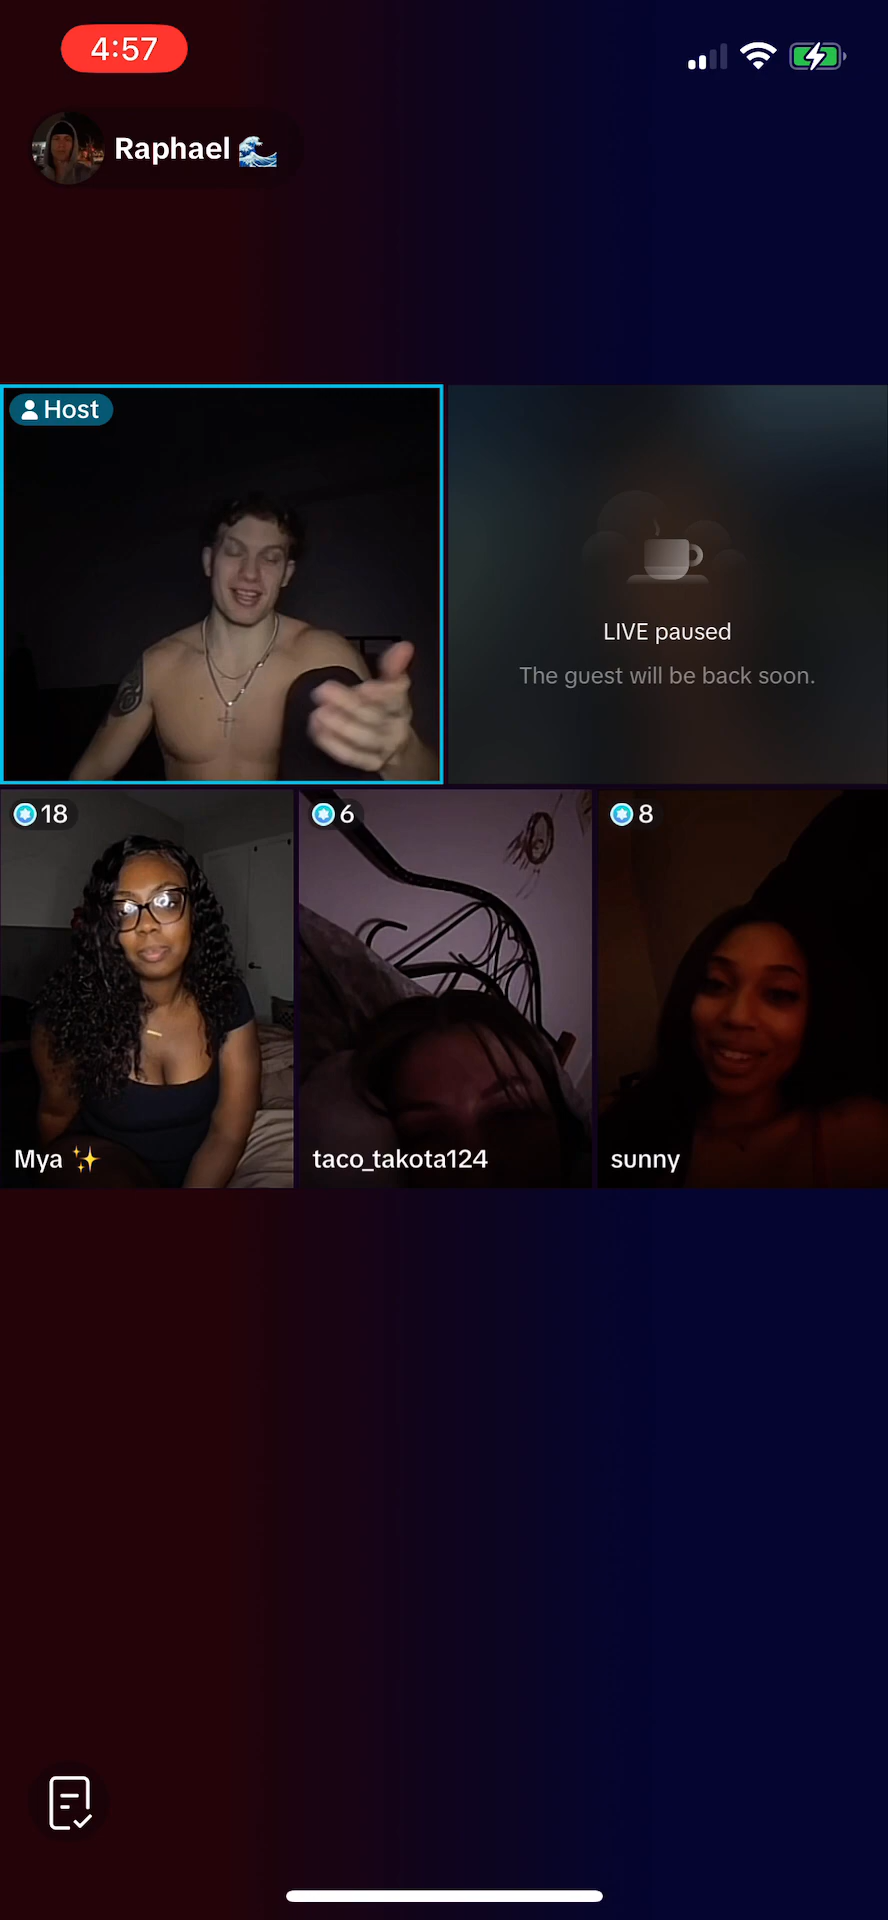 4:57
Raphael 🌊
Host
LIVE paused
The guest will be back soon.
18
6
8
Mya ✨
taco_takota124
sunny